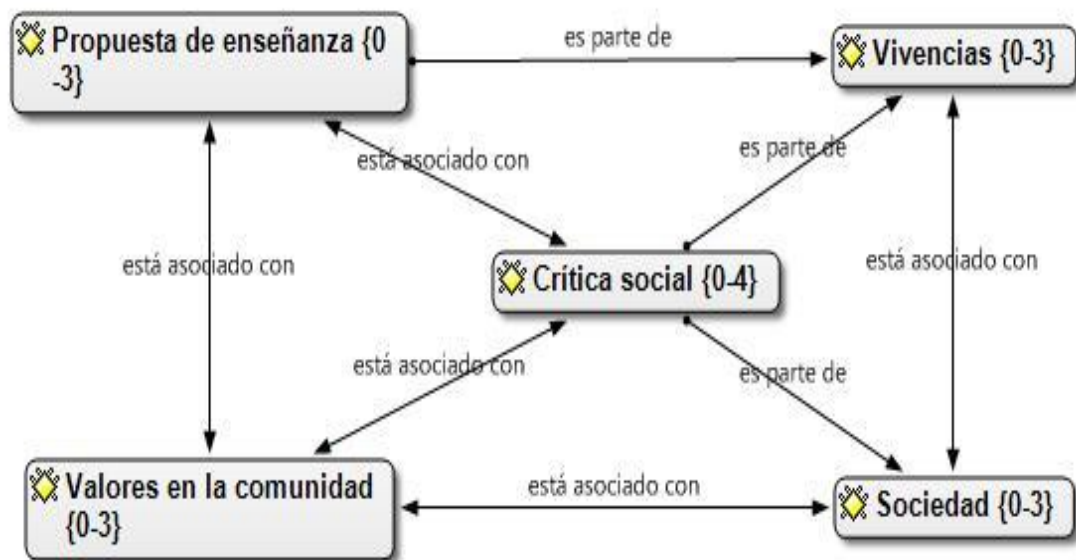 Propuesta de enseñanza {0
-3}
es parte de
Vivencias {0-3}
está asociado con
es parte de
está asociado con
Crítica social {0-4}
está asociado con
está asociado con
es parte de
Valores en la comunidad
{0-3}
está asociado con
Sociedad {0-3}